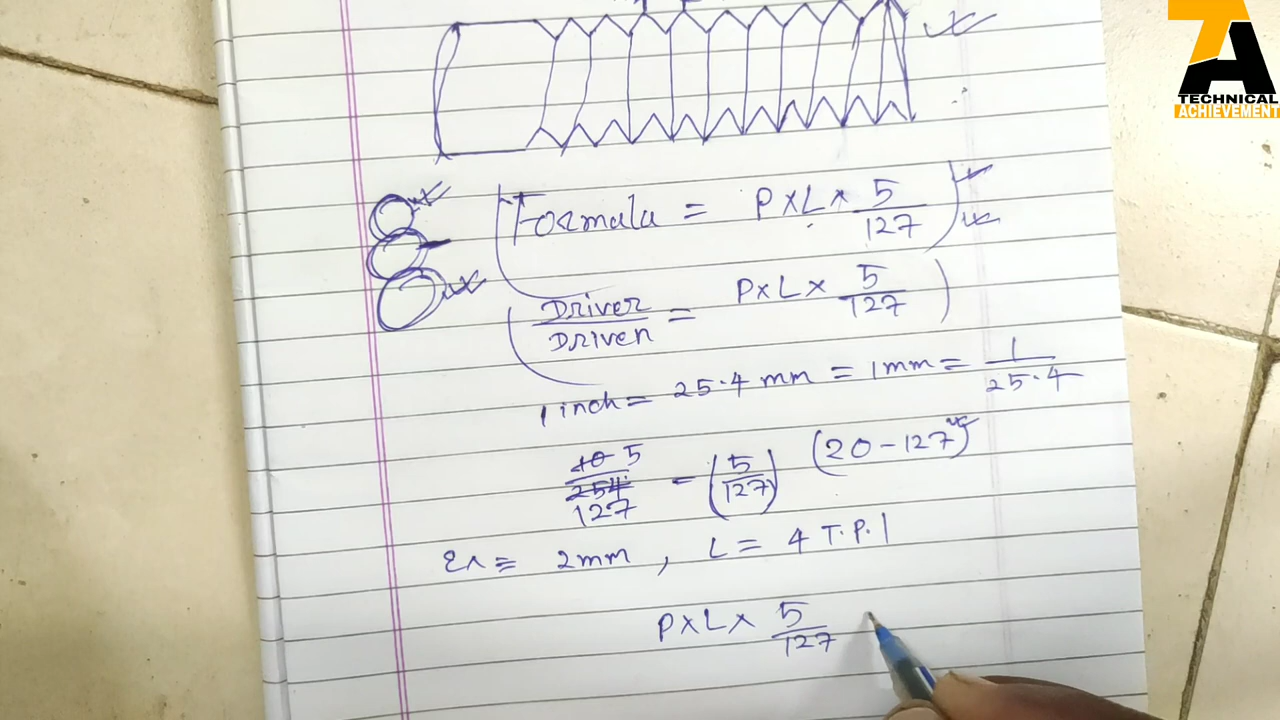 TA
TECHNICAL
ACHIEVEMENT
Formula = P X L X 5/127
Driver/Driven = P X L X 5/127
1 inch = 25.4 mm = 1mm = 1/25.4
10 5/254 127 = (5/127) (20-127)
Ex = 2mm, L = 4 T.P.I
P X L X 5/127